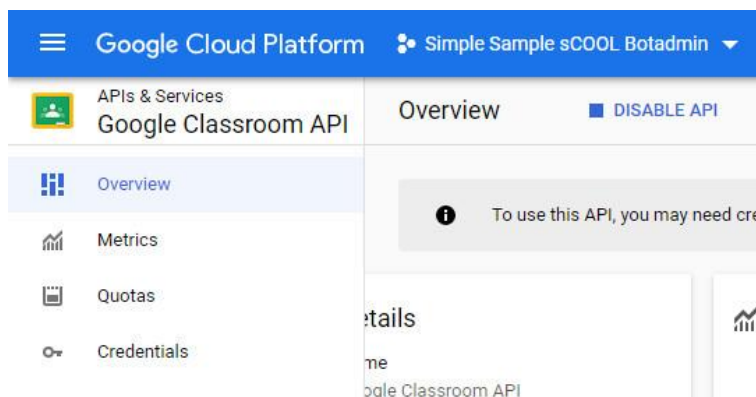 Google Cloud Platform Simple Sample sCOOL Botadmin
APIs & Services
Google Classroom API
Overview DISABLE API
Overview
To use this API, you may need cre
Metrics
Quotas
etails
Credentials
me
ogle Classroom API